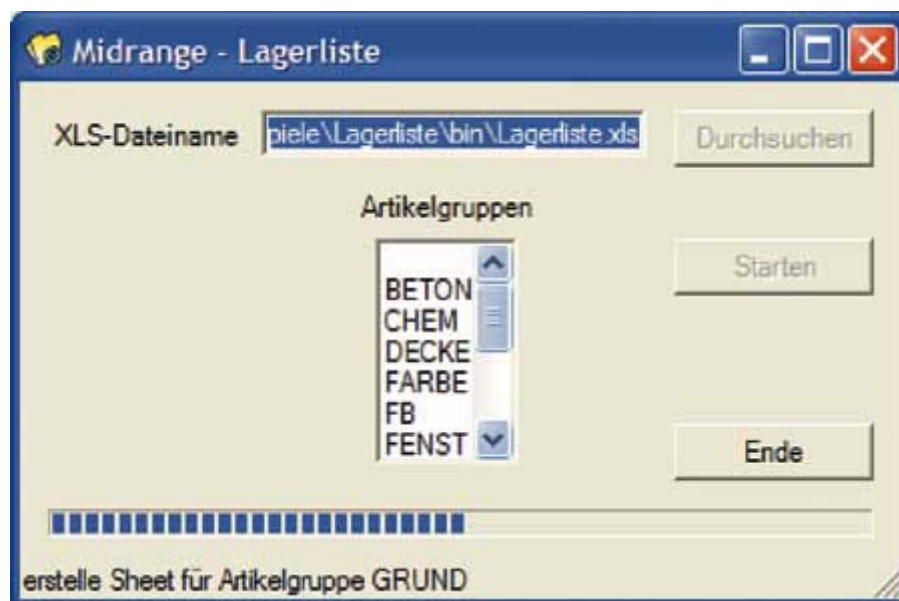 Midrange - Lagerliste
XLS-Dateiname piele\Lagerliste\bin\Lagerliste.xls Durchsuchen
Artikelgruppen
Starten
BETON
CHEM
DECKE
FARBE
FB
FENST
Ende
erstelle Sheet für Artikelgruppe GRUND